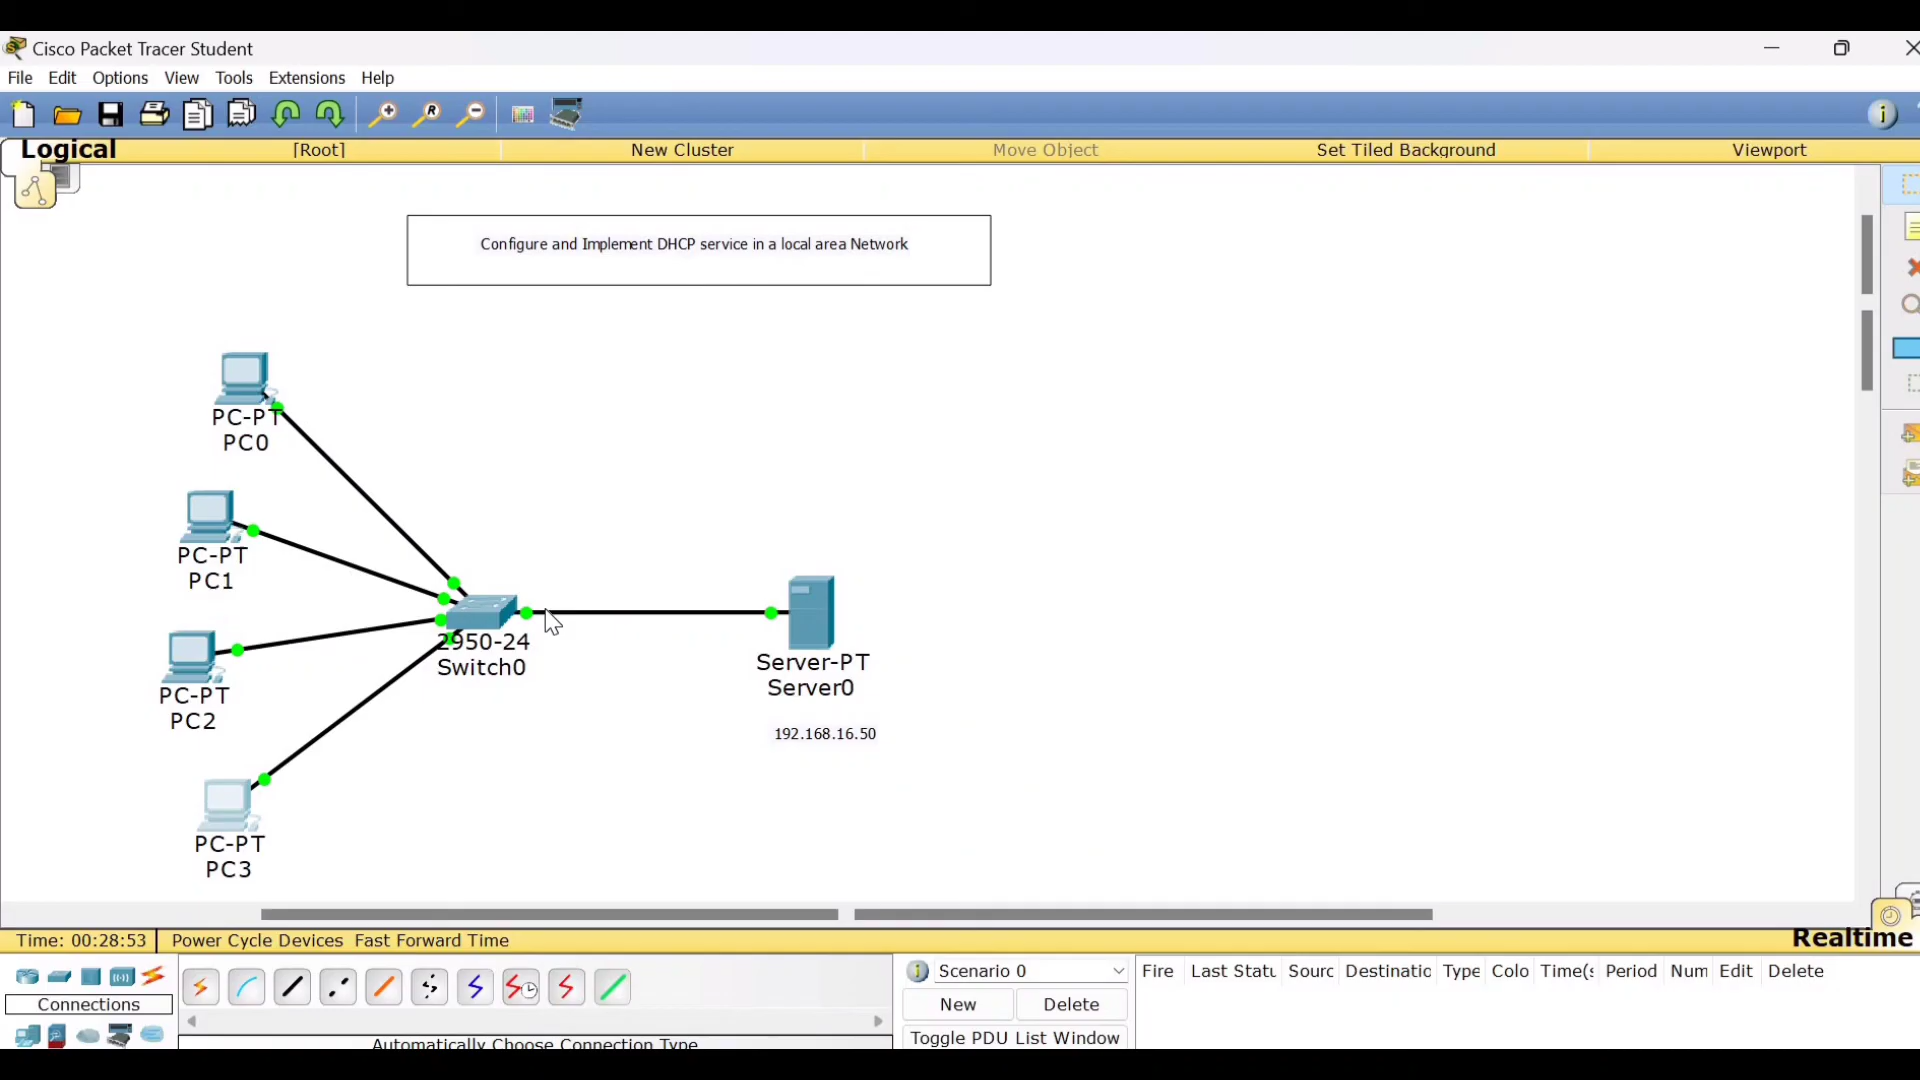 Cisco Packet Tracer Student
File Edit Options View Tools Extensions Help
Logical [Root] New Cluster Move Object Set Tiled Background Viewport
Configure and Implement DHCP service in a local area Network
PC-PT
PC0
PC-PT
PC1
2950-24
Switch0
Server-PT
Server0
PC-PT
PC2
192.168.16.50
PC-PT
PC3
Time: 00:28:53 Power Cycle Devices Fast Forward Time Realtime
Connections
Automatically Choose Connection Type
Scenario 0
New Delete
Toggle PDU List Window
Fire Last Statu Sourc Destinatio Type Colo Time(s Period Num Edit Delete